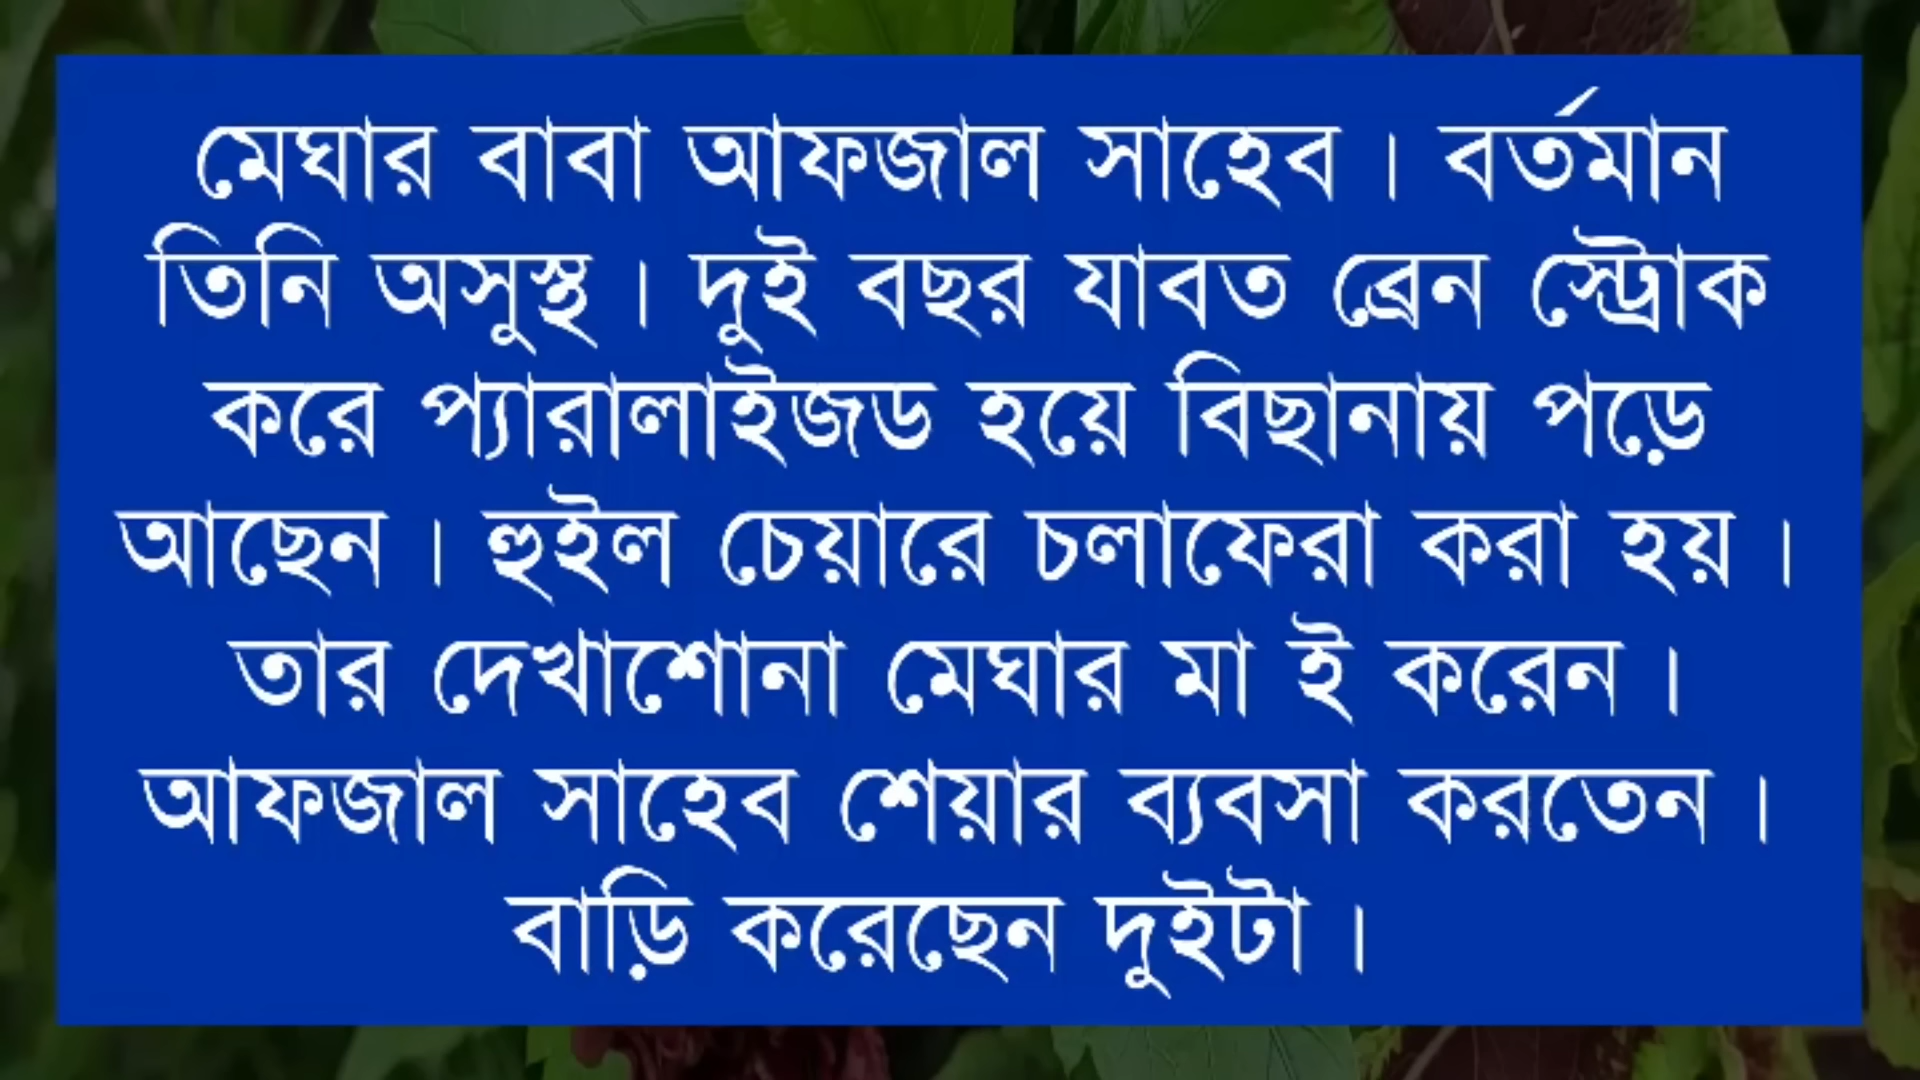 মেঘার বাবা আফজাল সাহেব । বর্তমান
তিনি অসুস্থ । দুই বছর যাবত ব্রেন স্ট্রোক
করে প্যারালাইজড হয়ে বিছানায় পড়ে
আছেন । হুইল চেয়ারে চলাফেরা করা হয় ।
তার দেখাশোনা মেঘার মা ই করেন ।
আফজাল সাহেব শেয়ার ব্যবসা করতেন ।
বাড়ি করেছেন দুইটা ।